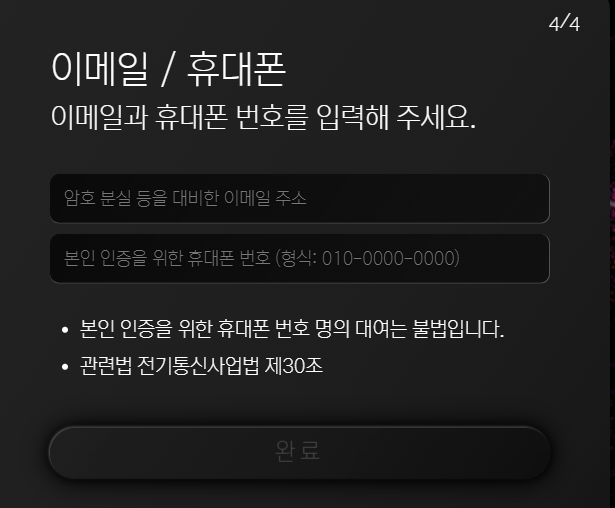 4/4
이메일 / 휴대폰
이메일과 휴대폰 번호를 입력해 주세요.
암호 분실 등을 대비한 이메일 주소
본인 인증을 위한 휴대폰 번호 (형식: 010-0000-0000)
• 본인 인증을 위한 휴대폰 번호 명의 대여는 불법입니다.
• 관련법 전기통신사업법 제30조
완 료